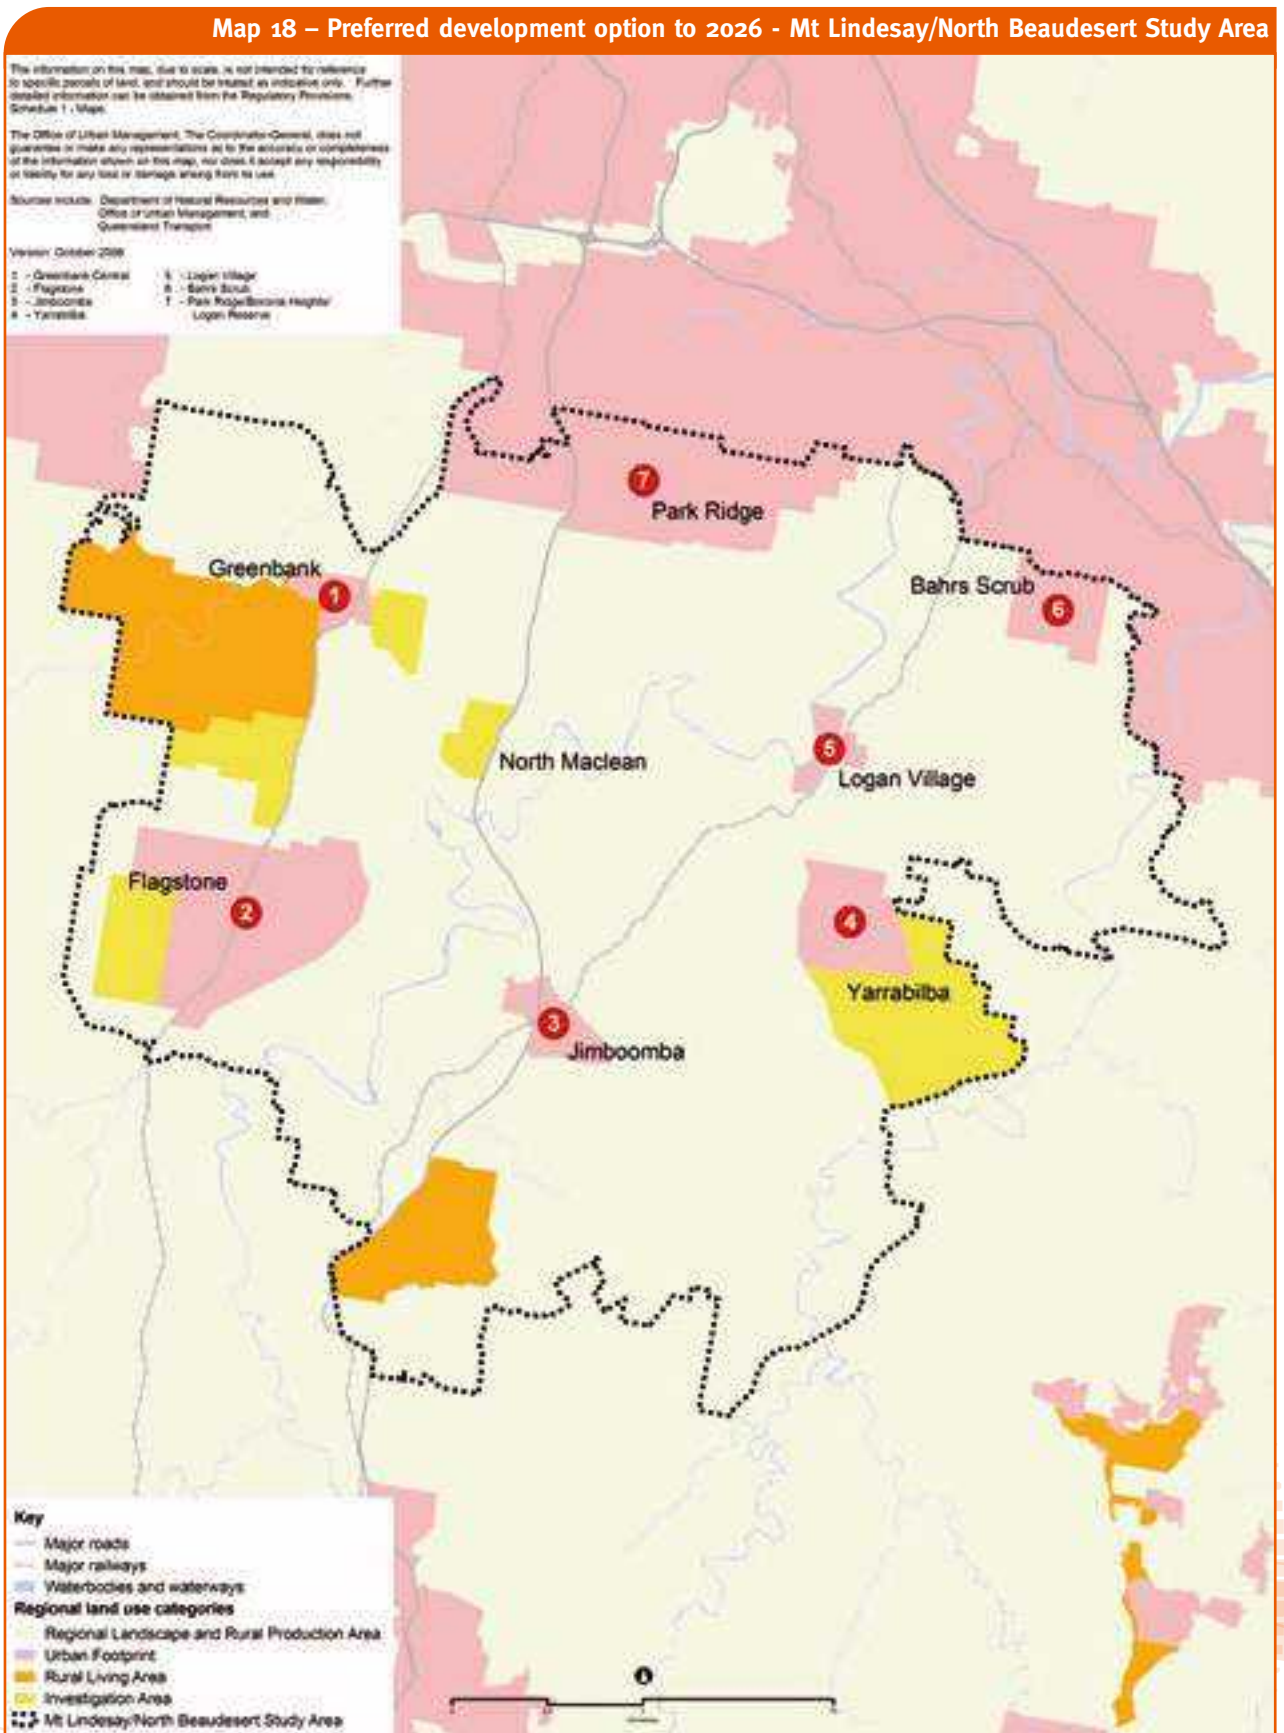 Map 18 – Preferred development option to 2026 - Mt Lindesay/North Beaudesert Study Area
The information on this map, due to scale, is not intended for reference
to specific parcels of land, and should be treated as indicative only. Further
detailed information can be obtained from the Regulatory Provisions,
Schedule 1 - Maps.
The Office of Urban Management, The Coordinator-General, does not
guarantee or make any representations as to the accuracy or completeness
of the information shown on this map, nor does it accept any responsibility
or liability for any loss or damage arising from its use.
Sources include: Department of Natural Resources and Water,
Office of Urban Management, and
Queensland Transport
Version: October 2006
1 - Greenbank Central
2 - Flagstone
3 - Jimboomba
4 - Yarrabilba
5 - Logan Village
6 - Bahrs Scrub
7 - Park Ridge/Boronia Heights/
Logan Reserve
7
Park Ridge
Greenbank
1
Bahrs Scrub
6
North Maclean
5
Logan Village
Flagstone
2
4
Yarrabilba
3
Jimboomba
Key
Major roads
Major railways
Waterbodies and waterways
Regional land use categories
Regional Landscape and Rural Production Area
Urban Footprint
Rural Living Area
Investigation Area
Mt Lindesay/North Beaudesert Study Area